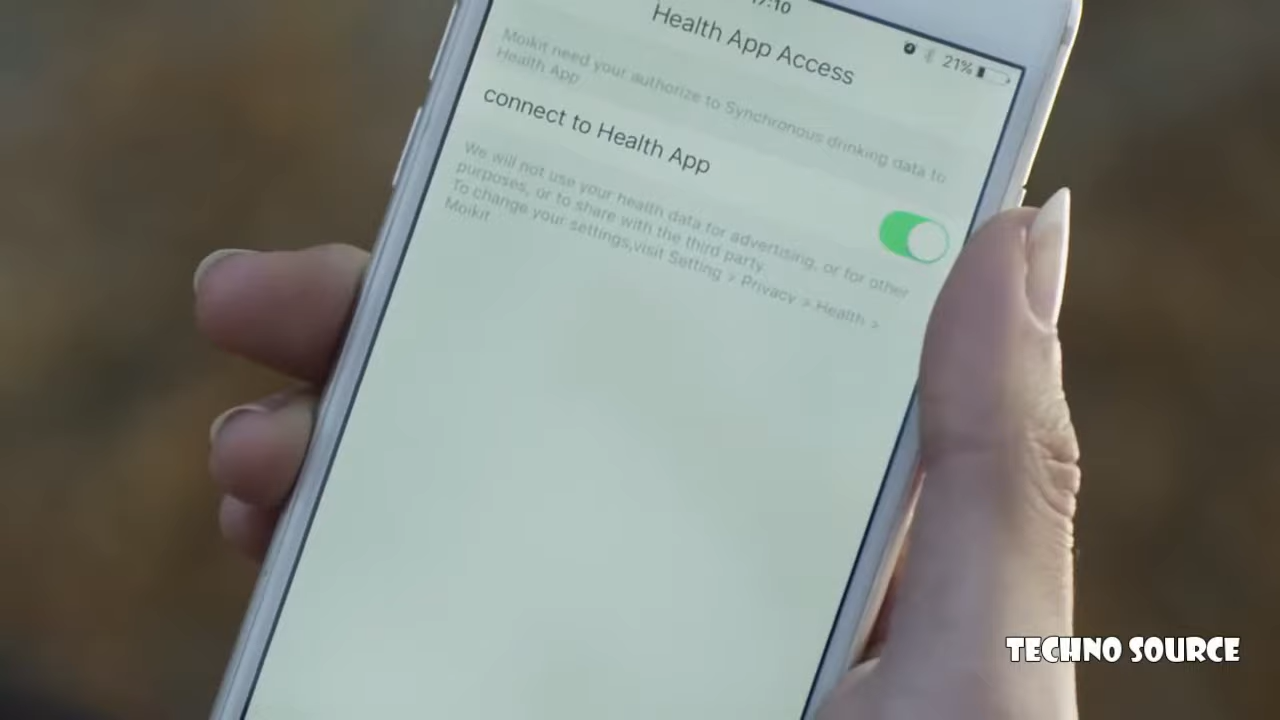 7:10
21%
Health App Access
Moikit need your authorize to Synchronous drinking data to
Health App
connect to Health App
We will not use your health data for advertising, or for other
purposes, or to share with the third party.
To change your settings,visit Setting > Privacy > Health >
Moikit
TECHNO SOURCE